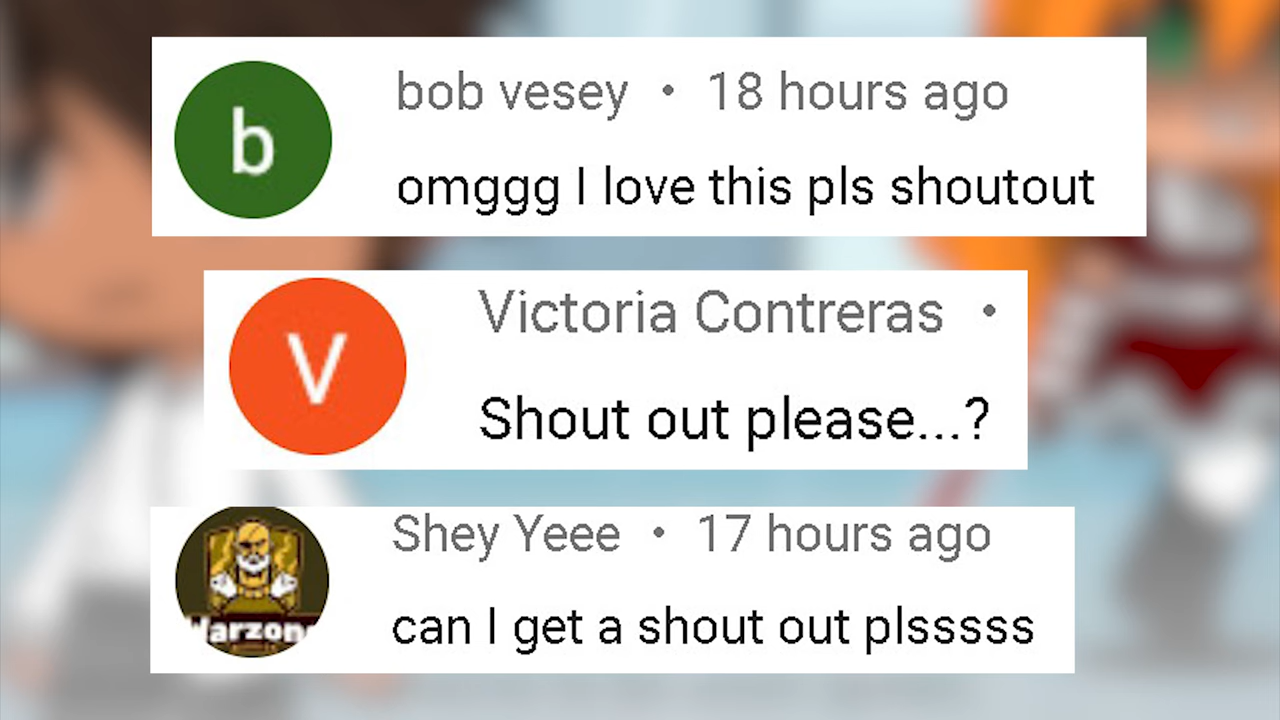 b
bob vesey • 18 hours ago
omggg I love this pls shoutout
V
Victoria Contreras •
Shout out please...?
Shey Yeee • 17 hours ago
can I get a shout out plsssss